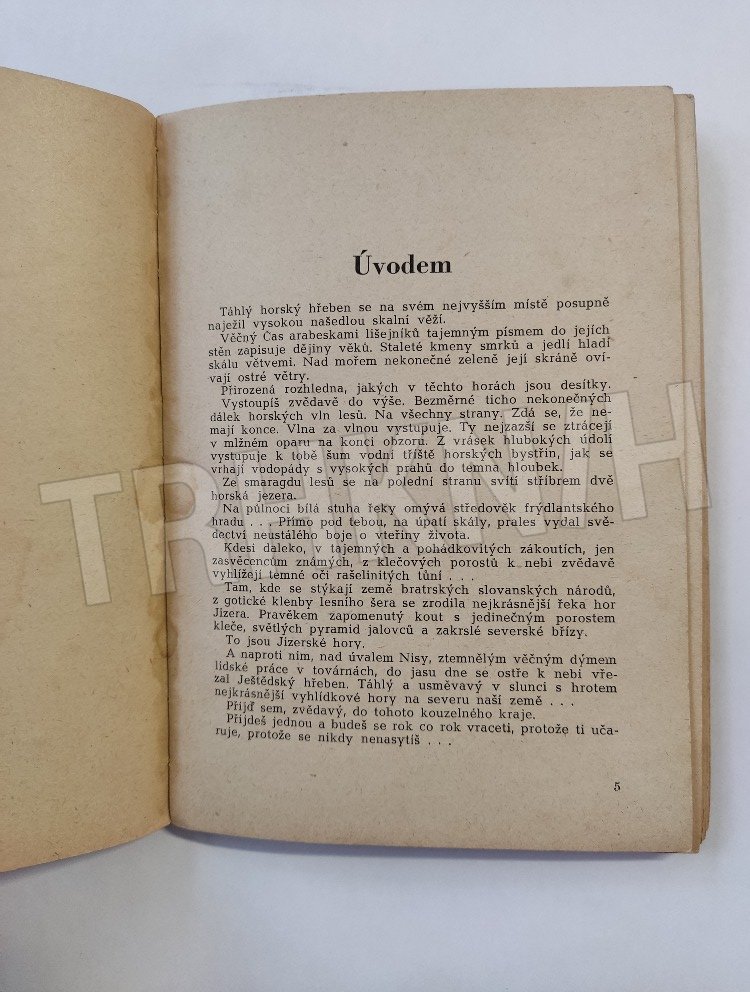 Úvodem
Táhlý horský hřeben se na svém nejvyšším místě posupně
naježil vysokou našedlou skalní věží.
Věčný Čas arabeskami lišejníků tajemným písmem do jejích
stěn zapisuje dějiny věků. Staleté kmeny smrků a jedlí hladí
skálu větvemi. Nad mořem nekonečné zeleně její skráně oví-
vají ostré větry.
Přirozená rozhledna, jakých v těchto horách jsou desítky.
Vystoupíš zvědavě do výše. Bezměrné ticho nekonečných
dálek horských vln lesů. Na všechny strany. Zdá se, že ne-
mají konce. Vlna za vlnou vystupuje. Ty nejzazší se ztrácejí
v mlžném oparu na konci obzoru. Z vrásek hlubokých údolí
vystupuje k tobě šum vodní tříště horských bystřin, jak se
vrhají vodopády s vysokých prahů do temna hloubek.
Ze smaragdu lesů se na polední stranu svítí stříbrem dvě
horská jezera.
Na půlnoci bílá stuha řeky omývá středověk frýdlantského
hradu . . . Přímo pod tebou, na úpatí skály, prales vydal svě-
dectví neustálého boje o vteřiny života.
Kdesi daleko, v tajemných a pohádkovitých zákoutích, jen
zasvěcencům známých, z klečových porostů k nebi zvědavě
vyhlížejí temné oči rašelinitých tůní . . .
Tam, kde se stýkají země bratrských slovanských národů,
z gotické klenby lesního šera se zrodila nejkrásnější řeka hor
Jizera. Pravěkem zapomenutý kout s jedinečným porostem
kleče, světlých pyramid jalovců a zakrslé severské břízy.
To jsou Jizerské hory.
A naproti nim, nad úvalem Nisy, ztemnělým věčným dýmem
lidské práce v továrnách, do jasu dne se ostře k nebi vře-
zal Ještědský hřeben. Táhlý a usměvavý v slunci s hrotem
nejkrásnější vyhlídkové hory na severu naší země . . .
Přijď sem, zvědavý, do tohoto kouzelného kraje.
Přijdeš jednou a budeš se rok co rok vraceti, protože ti uča-
ruje, protože se nikdy nenasytíš . . .
5